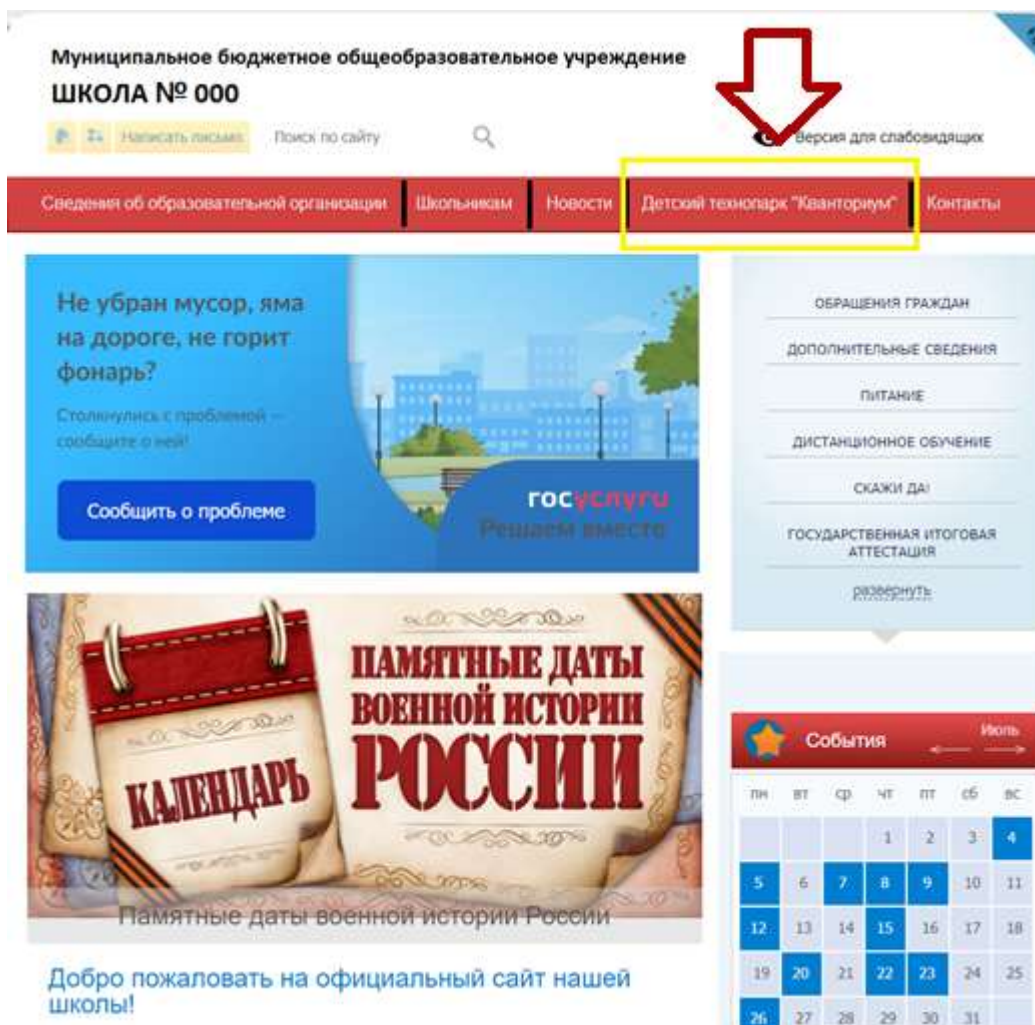 Муниципальное бюджетное общеобразовательное учреждение
ШКОЛА № 000
Написать письмо Поиск по сайту
Версия для слабовидящих
Сведения об образовательной организации Школьникам Новости Детский технопарк "Кванториум" Контакты
Не убран мусор, яма
на дороге, не горит
фонарь?
Столкнулись с проблемой —
сообщите о ней!
Сообщить о проблеме
госуслуги
Решаем вместе
ОБРАЩЕНИЯ ГРАЖДАН
ДОПОЛНИТЕЛЬНЫЕ СВЕДЕНИЯ
ПИТАНИЕ
ДИСТАНЦИОННОЕ ОБУЧЕНИЕ
СКАЖИ ДА!
ГОСУДАРСТВЕННАЯ ИТОГОВАЯ
АТТЕСТАЦИЯ
развернуть
КАЛЕНДАРЬ
ПАМЯТНЫЕ ДАТЫ
ВОЕННОЙ ИСТОРИИ
РОССИИ
Памятные даты военной истории России
События Июль
пн вт ср чт пт сб вс
1 2 3 4
5 6 7 8 9 10 11
12 13 14 15 16 17 18
19 20 21 22 23 24 25
26 27 28 29 30 31
Добро пожаловать на официальный сайт нашей
школы!